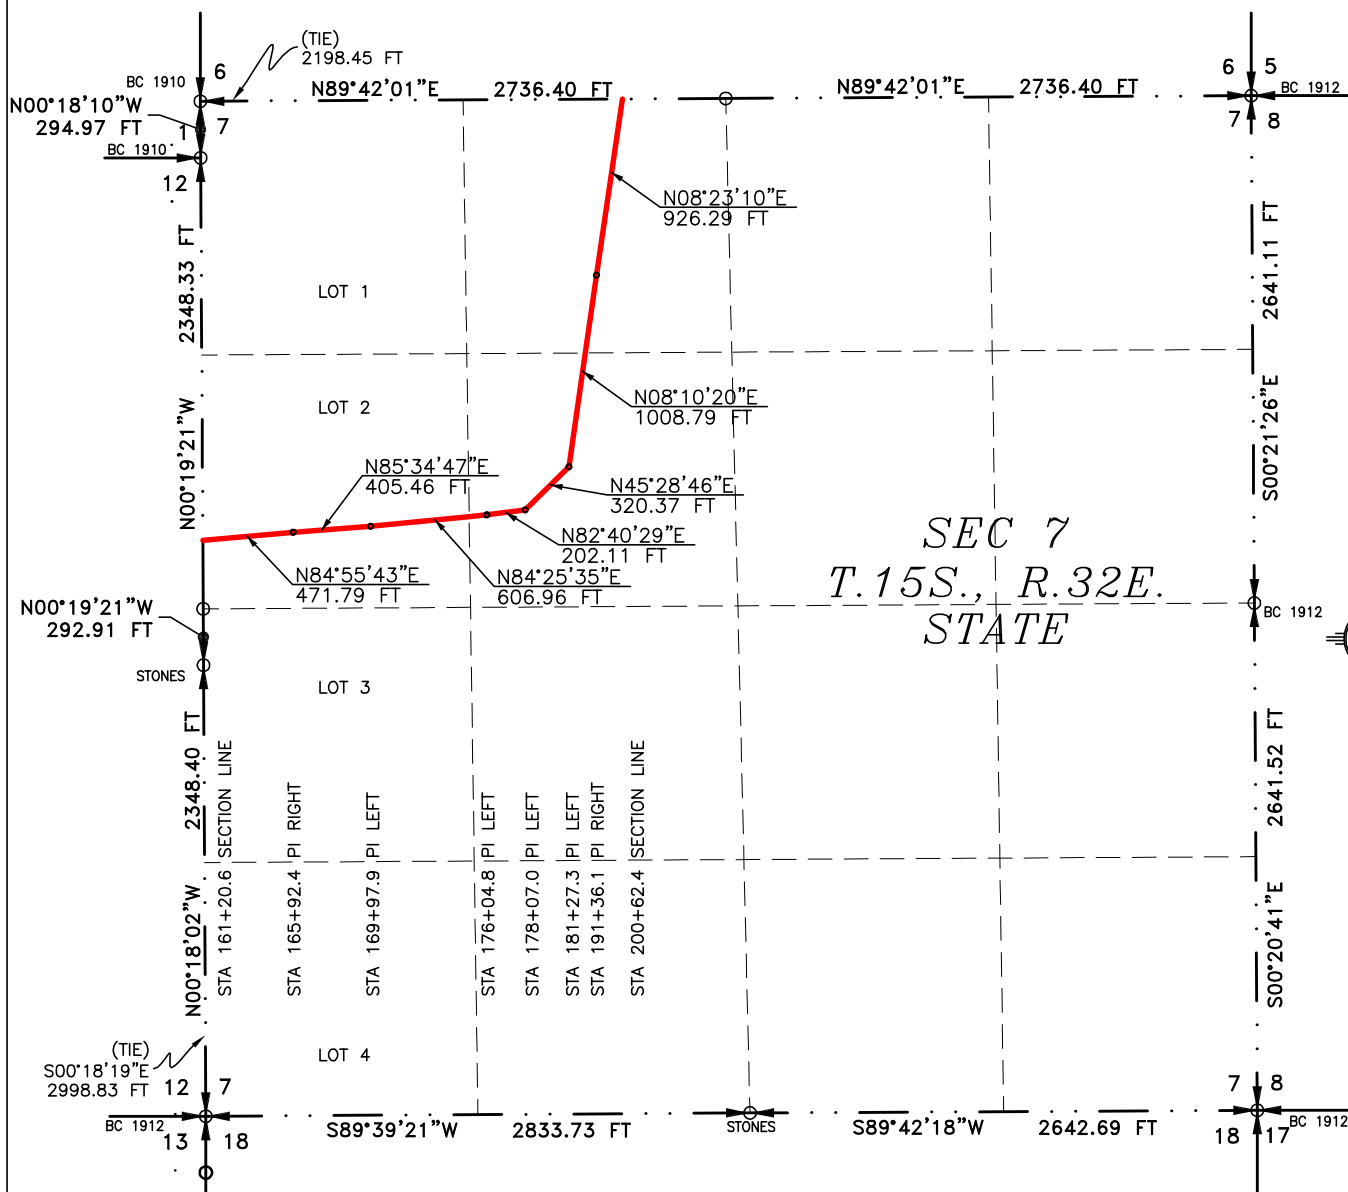 (TIE)
2198.45 FT
BC 1910
6
N89°42'01"E 2736.40 FT
N89°42'01"E 2736.40 FT
6
5
BC 1912
7
8
N00°18'10"W
294.97 FT
1
7
BC 1910
12
N08°23'10"E
926.29 FT
2348.33 FT
2641.11 FT
LOT 1
LOT 2
N08°10'20"E
1008.79 FT
N00°19'21"W
S00°21'26"E
N85°34'47"E
405.46 FT
N45°28'46"E
320.37 FT
N82°40'29"E
202.11 FT
N84°55'43"E
471.79 FT
N84°25'35"E
606.96 FT
SEC 7
T.15S., R.32E.
STATE
N00°19'21"W
292.91 FT
BC 1912
STONES
LOT 3
2348.40 FT
2641.52 FT
STA 161+20.6 SECTION LINE
STA 165+92.4 PI RIGHT
STA 169+97.9 PI LEFT
STA 176+04.8 PI LEFT
STA 178+07.0 PI LEFT
STA 181+27.3 PI LEFT
STA 191+36.1 PI RIGHT
STA 200+62.4 SECTION LINE
N00°18'02"W
S00°20'41"E
(TIE)
S00°18'19"E
2998.83 FT
LOT 4
12
7
BC 1912
13
18
S89°39'21"W 2833.73 FT
STONES
S89°42'18"W 2642.69 FT
7
8
18
17
BC 1912